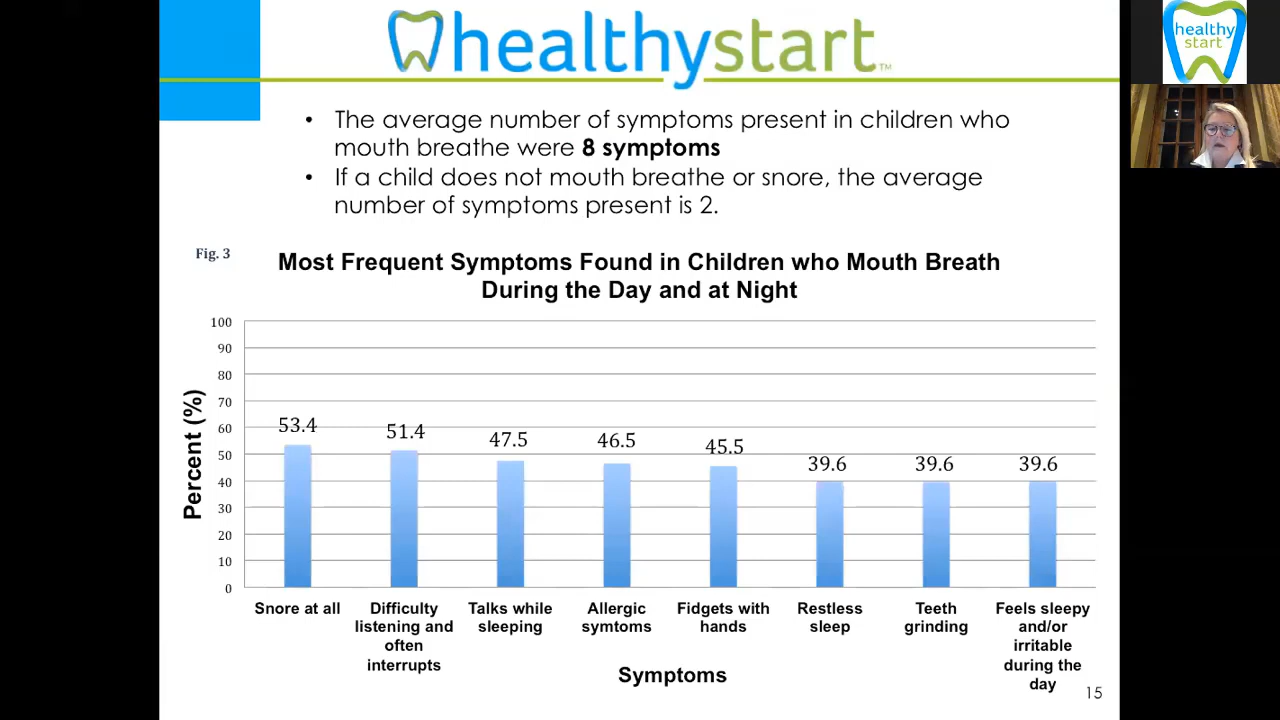 healthystart™
healthy
start
• The average number of symptoms present in children who
mouth breathe were 8 symptoms
• If a child does not mouth breathe or snore, the average
number of symptoms present is 2.
Fig. 3
Most Frequent Symptoms Found in Children who Mouth Breath
During the Day and at Night
Percent (%)
100
90
80
70
60
50
40
30
20
10
0
53.4
51.4
47.5
46.5
45.5
39.6
39.6
39.6
Snore at all
Difficulty
listening and
often
interrupts
Talks while
sleeping
Allergic
symtoms
Fidgets with
hands
Restless
sleep
Teeth
grinding
Feels sleepy
and/or
irritable
during the
day
Symptoms
15